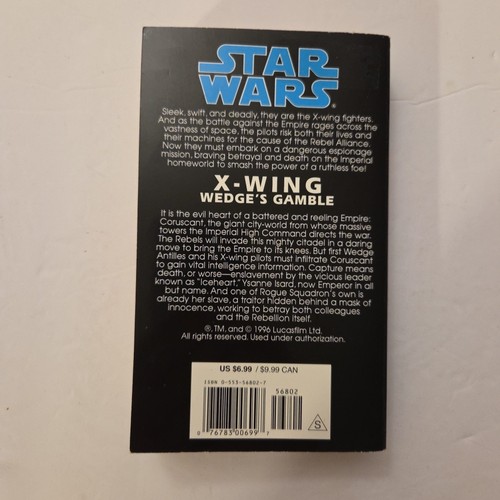 STAR
WARS®
Sleek, swift, and deadly, they are the X-wing fighters.
And as the battle against the Empire rages across the
vastness of space, the pilots risk both their lives and
their machines for the cause of the Rebel Alliance.
Now they must embark on a dangerous espionage
mission, braving betrayal and death on the Imperial
homeworld to smash the power of a ruthless foe!
X-WING
WEDGE'S GAMBLE
It is the evil heart of a battered and reeling Empire:
Coruscant, the giant city-world from whose massive
towers the Imperial High Command directs the war.
The Rebels will invade this mighty citadel in a daring
move to bring the Empire to its knees. But first Wedge
Antilles and his X-wing pilots must infiltrate Coruscant
to gain vital intelligence information. Capture means
death, or worse—enslavement by the vicious leader
known as "Iceheart," Ysanne Isard, now Emperor in all
but name. And one of Rogue Squadron's own is
already her slave, a traitor hidden behind a mask of
innocence, working to betray both colleagues
and the Rebellion itself.
®, TM, and © 1996 Lucasfilm Ltd.
All rights reserved. Used under authorization.
US $6.99 / $9.99 CAN
ISBN 0-553-56802-7
56802
0 76783 00699 7
S